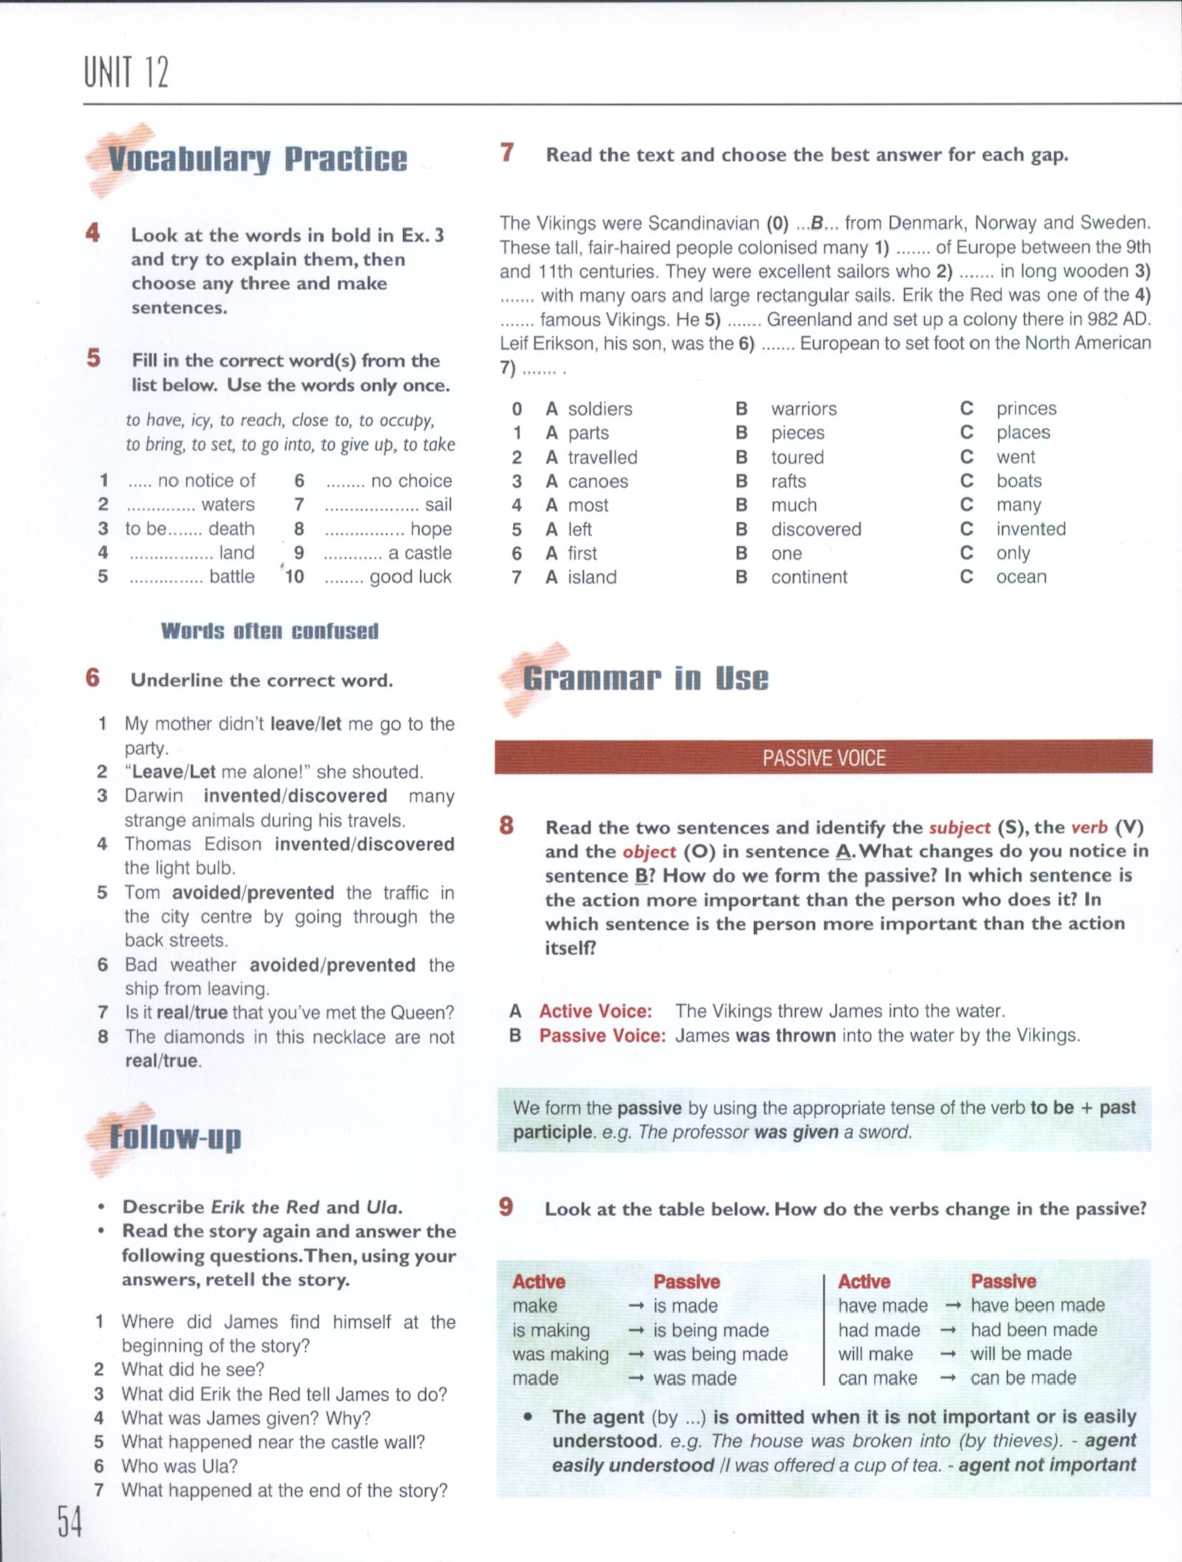 UNIT 12
Vocabulary Practice
4 Look at the words in bold in Ex. 3
and try to explain them, then
choose any three and make
sentences.
5 Fill in the correct word(s) from the
list below. Use the words only once.
to have, icy, to reach, close to, to occupy,
to bring, to set, to go into, to give up, to take
1 ..... no notice of 6 ........ no choice
2 .............. waters 7 ................... sail
3 to be....... death 8 ................ hope
4 ................. land 9 ............ a castle
5 ............... battle 10 ........ good luck
Words often confused
6 Underline the correct word.
1 My mother didn't leave/let me go to the
party.
2 "Leave/Let me alone!" she shouted.
3 Darwin invented/discovered many
strange animals during his travels.
4 Thomas Edison invented/discovered
the light bulb.
5 Tom avoided/prevented the traffic in
the city centre by going through the
back streets.
6 Bad weather avoided/prevented the
ship from leaving.
7 Is it real/true that you've met the Queen?
8 The diamonds in this necklace are not
real/true.
Follow-up
• Describe Erik the Red and Ula.
• Read the story again and answer the
following questions.Then, using your
answers, retell the story.
1 Where did James find himself at the
beginning of the story?
2 What did he see?
3 What did Erik the Red tell James to do?
4 What was James given? Why?
5 What happened near the castle wall?
6 Who was Ula?
7 What happened at the end of the story?
54
7 Read the text and choose the best answer for each gap.
The Vikings were Scandinavian (0) ...B... from Denmark, Norway and Sweden.
These tall, fair-haired people colonised many 1) ....... of Europe between the 9th
and 11th centuries. They were excellent sailors who 2) ....... in long wooden 3)
....... with many oars and large rectangular sails. Erik the Red was one of the 4)
....... famous Vikings. He 5) ....... Greenland and set up a colony there in 982 AD.
Leif Erikson, his son, was the 6) ....... European to set foot on the North American
7) ....... .
0 A soldiers B warriors C princes
1 A parts B pieces C places
2 A travelled B toured C went
3 A canoes B rafts C boats
4 A most B much C many
5 A left B discovered C invented
6 A first B one C only
7 A island B continent C ocean
Grammar in Use
PASSIVE VOICE
8 Read the two sentences and identify the subject (S), the verb (V)
and the object (O) in sentence A. What changes do you notice in
sentence B? How do we form the passive? In which sentence is
the action more important than the person who does it? In
which sentence is the person more important than the action
itself?
A Active Voice: The Vikings threw James into the water.
B Passive Voice: James was thrown into the water by the Vikings.
We form the passive by using the appropriate tense of the verb to be + past
participle. e.g. The professor was given a sword.
9 Look at the table below. How do the verbs change in the passive?
Active Passive Active Passive
make → is made have made → have been made
is making → is being made had made → had been made
was making → was being made will make → will be made
made → was made can make → can be made
• The agent (by ...) is omitted when it is not important or is easily
understood. e.g. The house was broken into (by thieves). - agent
easily understood //I was offered a cup of tea. - agent not important